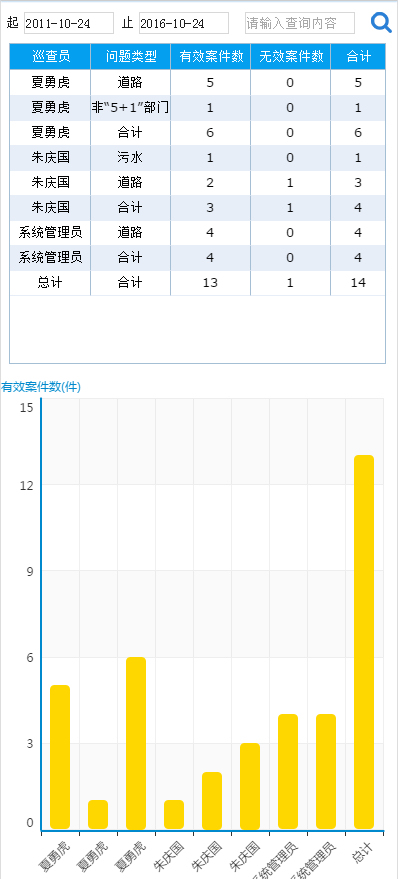 起 2011-10-24 止 2016-10-24 请输入查询内容
巡查员 问题类型 有效案件数 无效案件数 合计
夏勇虎 道路 5 0 5
夏勇虎 非“5+1”部门 1 0 1
夏勇虎 合计 6 0 6
朱庆国 污水 1 0 1
朱庆国 道路 2 1 3
朱庆国 合计 3 1 4
系统管理员 道路 4 0 4
系统管理员 合计 4 0 4
总计 合计 13 1 14
有效案件数(件)
15
12
9
6
3
0
夏勇虎 夏勇虎 夏勇虎 朱庆国 朱庆国 朱庆国 系统管理员 系统管理员 总计